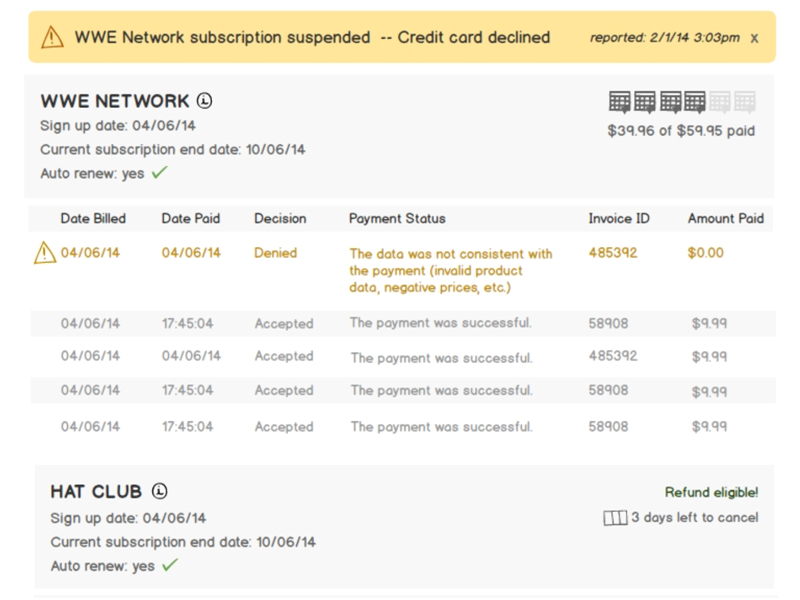 WWE Network subscription suspended -- Credit card declined reported: 2/1/14 3:03pm x
WWE NETWORK
Sign up date: 04/06/14
Current subscription end date: 10/06/14
Auto renew: yes
$39.96 of $59.95 paid
Date Billed Date Paid Decision Payment Status Invoice ID Amount Paid
04/06/14 04/06/14 Denied The data was not consistent with 485392 $0.00
the payment (invalid product
data, negative prices, etc.)
04/06/14 17:45:04 Accepted The payment was successful. 58908 $9.99
04/06/14 04/06/14 Accepted The payment was successful. 485392 $9.99
04/06/14 17:45:04 Accepted The payment was successful. 58908 $9.99
04/06/14 17:45:04 Accepted The payment was successful. 58908 $9.99
HAT CLUB
Sign up date: 04/06/14
Current subscription end date: 10/06/14
Auto renew: yes
Refund eligible!
3 days left to cancel